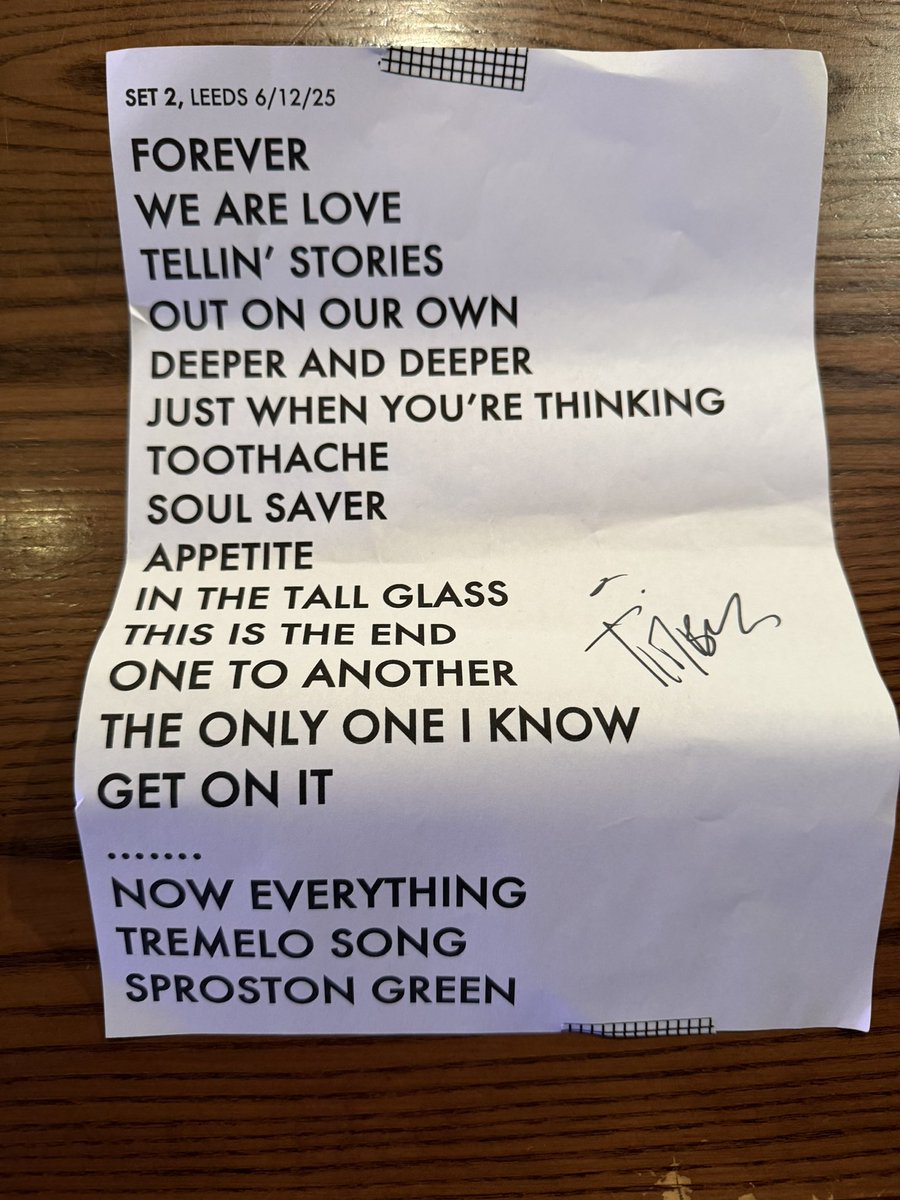 SET 2, LEEDS 6/12/25
FOREVER
WE ARE LOVE
TELLIN' STORIES
OUT ON OUR OWN
DEEPER AND DEEPER
JUST WHEN YOU'RE THINKING
TOOTHACHE
SOUL SAVER
APPETITE
IN THE TALL GLASS
THIS IS THE END
ONE TO ANOTHER
THE ONLY ONE I KNOW
GET ON IT
.......
NOW EVERYTHING
TREMELO SONG
SPROSTON GREEN